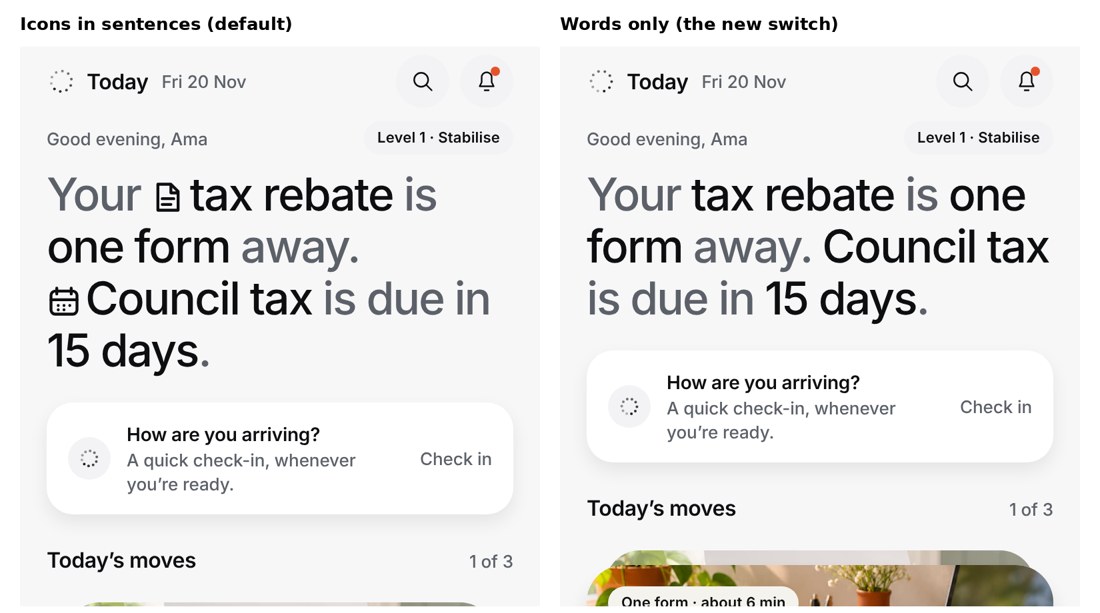 Icons in sentences (default)
Today Fri 20 Nov
Good evening, Ama
Level 1 · Stabilise
Your tax rebate is
one form away.
Council tax is due in
15 days.
How are you arriving?
A quick check-in, whenever
you’re ready.
Check in
Today’s moves
1 of 3
Words only (the new switch)
Today Fri 20 Nov
Good evening, Ama
Level 1 · Stabilise
Your tax rebate is one
form away. Council tax
is due in 15 days.
How are you arriving?
A quick check-in, whenever
you’re ready.
Check in
Today’s moves
1 of 3
One form · about 6 min